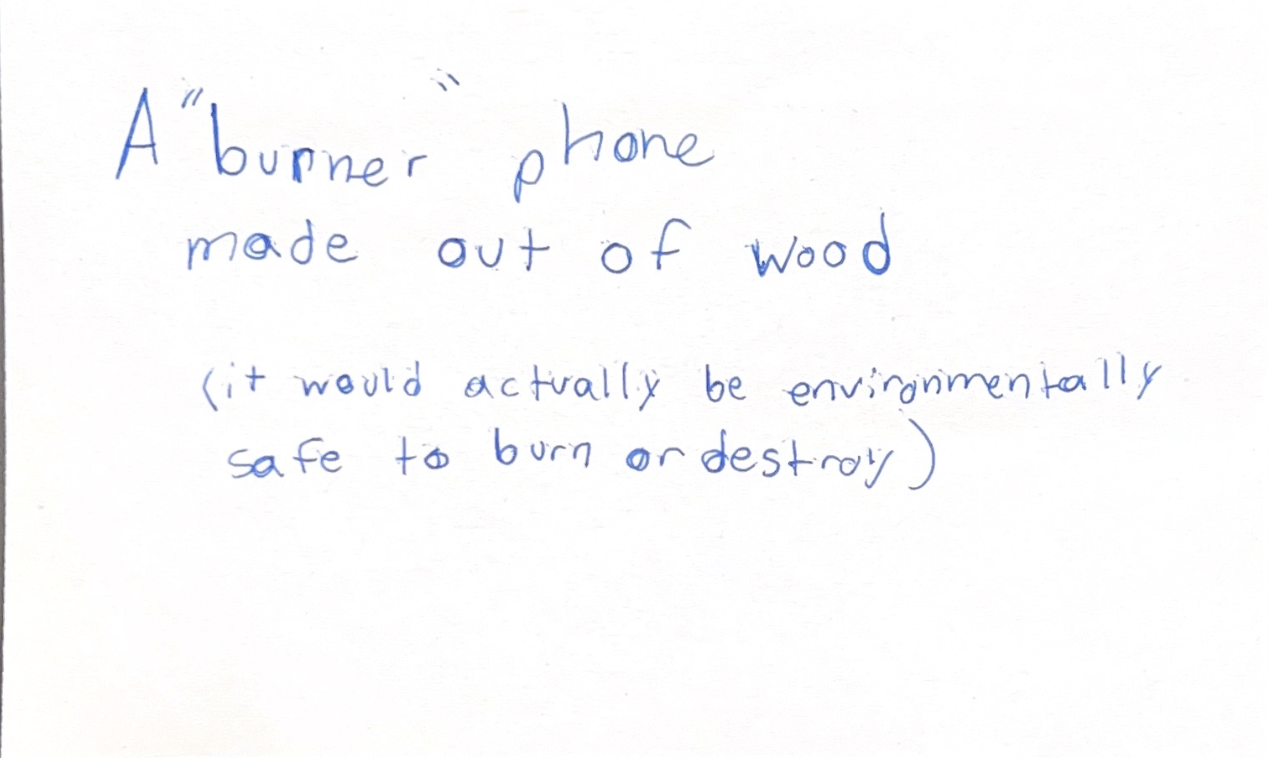 A "burner" phone
made out of wood
(it would actually be environmentally
safe to burn or destroy)